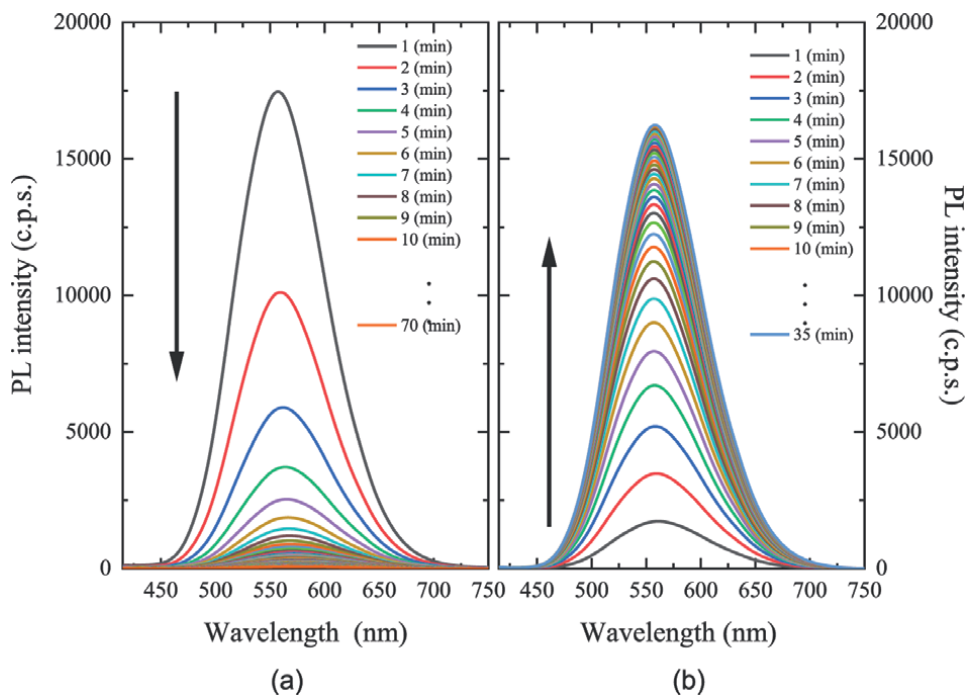 20000
15000
10000
5000
0
PL intensity (c.p.s.)
1 (min)
2 (min)
3 (min)
4 (min)
5 (min)
6 (min)
7 (min)
8 (min)
9 (min)
10 (min)
70 (min)
450 500 550 600 650 700 750
Wavelength (nm)
(a)
1 (min)
2 (min)
3 (min)
4 (min)
5 (min)
6 (min)
7 (min)
8 (min)
9 (min)
10 (min)
35 (min)
20000
15000
10000
5000
0
PL intensity (c.p.s.)
450 500 550 600 650 700 750
Wavelength (nm)
(b)